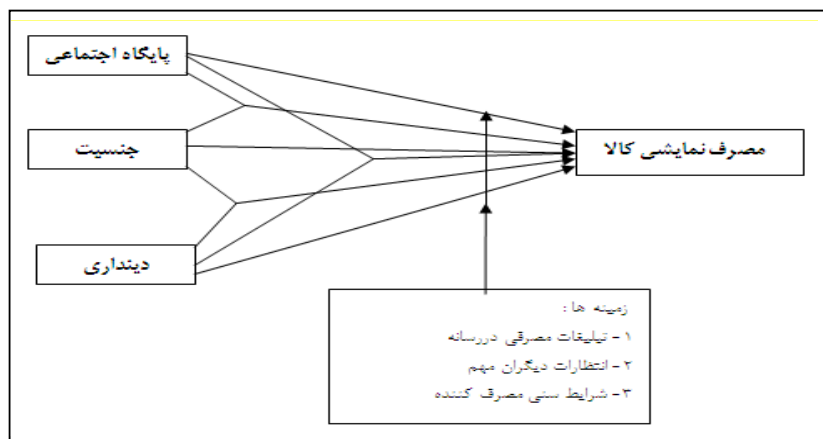 پایگاه اجتماعی
جنسیت
مصرف نمایشی کالا
دینداری
زمینه ها :
۱- تبلیغات مصرفی دررسانه
۲- انتظارات دیگران مهم
۳- شرایط سنی مصرف کننده